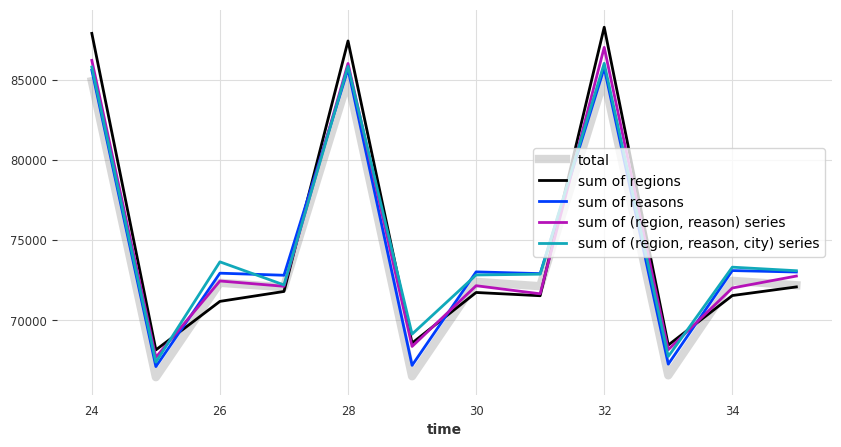 85000
80000
75000
70000
total
sum of regions
sum of reasons
sum of (region, reason) series
sum of (region, reason, city) series
24 26 28 30 32 34
time